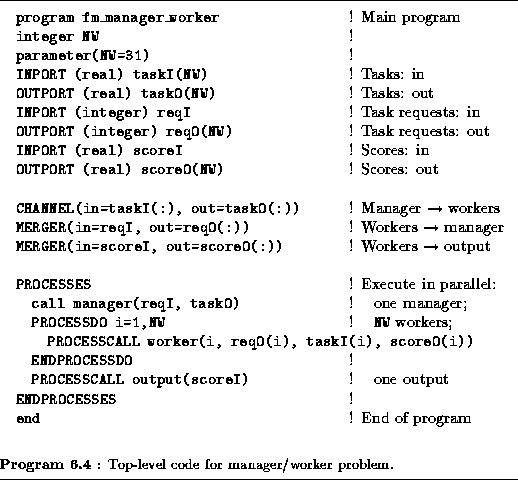 program fm_manager_worker ! Main program
integer NW !
parameter(NW=31) !
INPORT (real) taskI(NW) ! Tasks: in
OUTPORT (real) taskO(NW) ! Tasks: out
INPORT (integer) reqI ! Task requests: in
OUTPORT (integer) reqO(NW) ! Task requests: out
INPORT (real) scoreI ! Scores: in
OUTPORT (real) scoreO(NW) ! Scores: out
CHANNEL(in=taskI(:), out=taskO(:)) ! Manager → workers
MERGER(in=reqI, out=reqO(:)) ! Workers → manager
MERGER(in=scoreI, out=scoreO(:)) ! Workers → output
PROCESSES ! Execute in parallel:
call manager(reqI, taskO) ! one manager;
PROCESSDO i=1,NW ! NW workers;
PROCESSCALL worker(i, reqO(i), taskI(i), scoreO(i))
ENDPROCESSDO !
PROCESSCALL output(scoreI) ! one output
ENDPROCESSES !
end ! End of program
Program 6.4 : Top-level code for manager/worker problem.